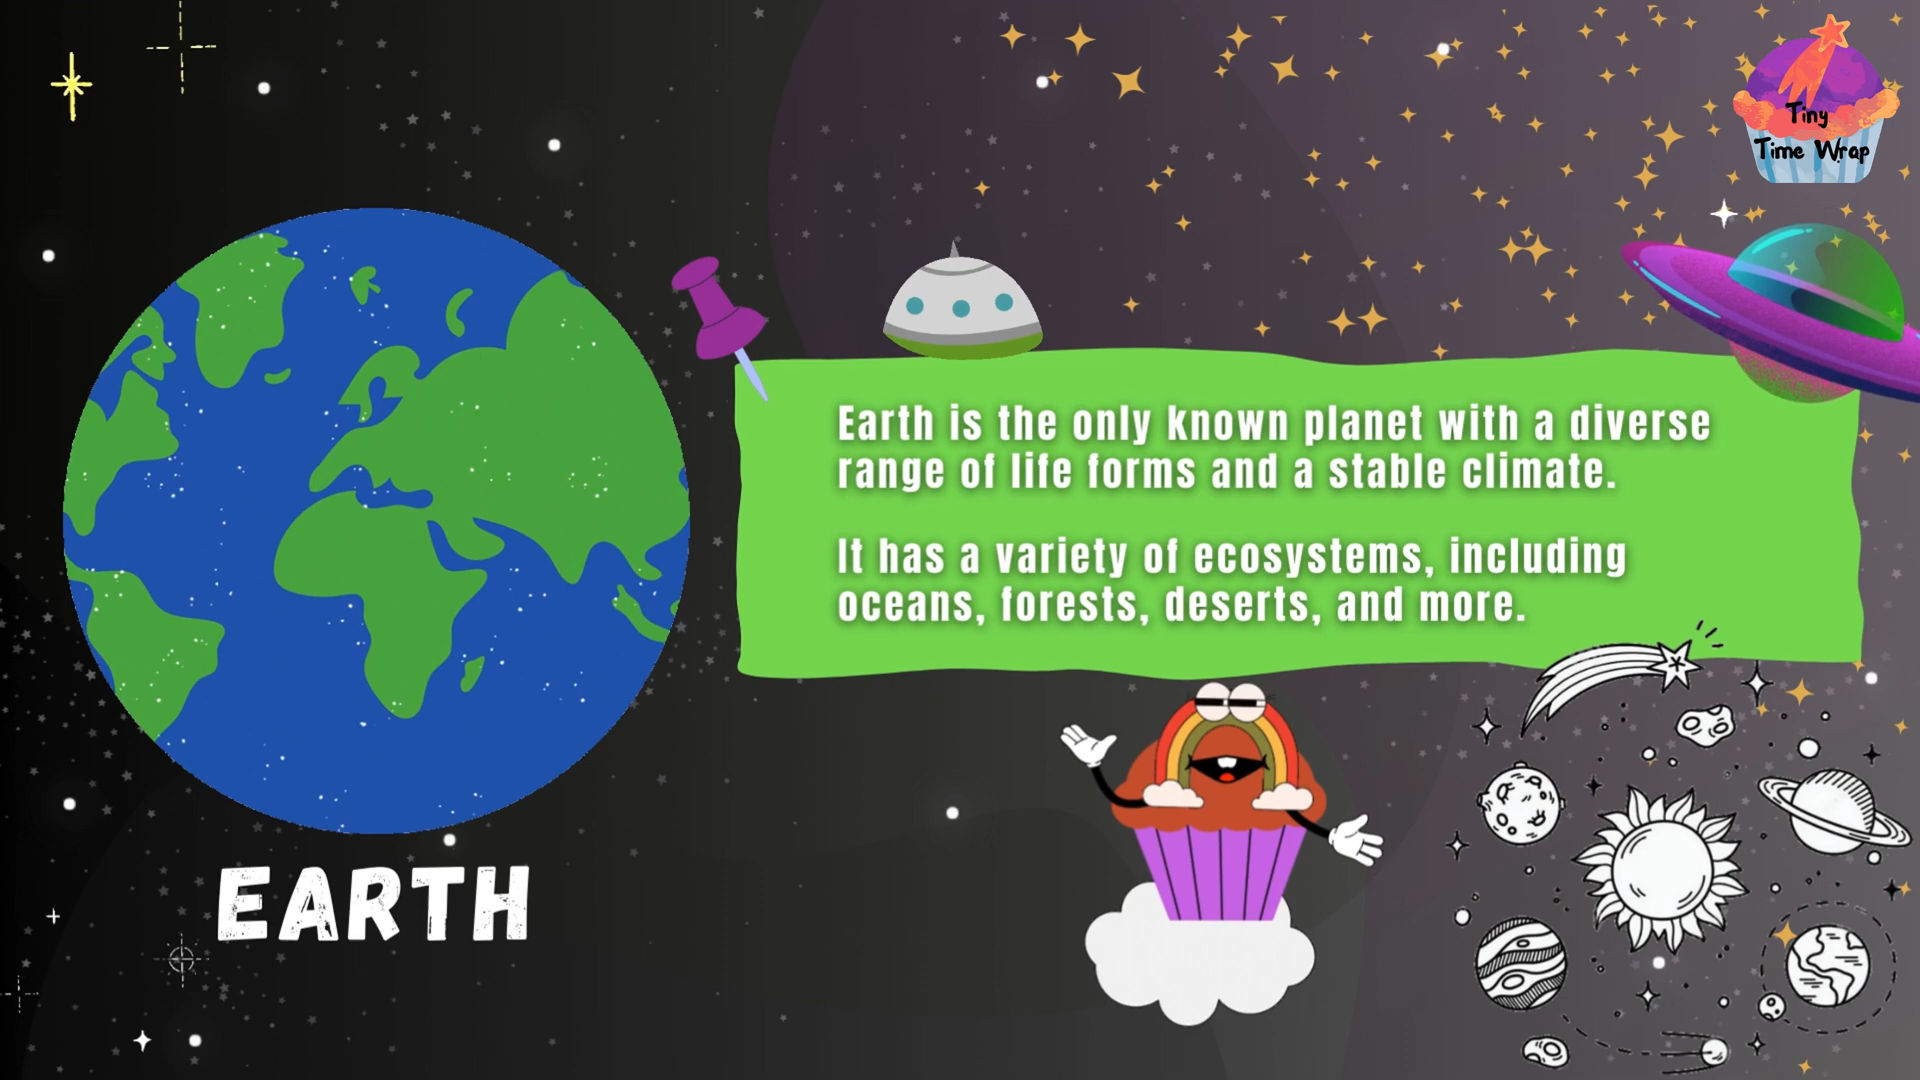 Tiny
Time Wrap
Earth is the only known planet with a diverse
range of life forms and a stable climate.
It has a variety of ecosystems, including
oceans, forests, deserts, and more.
EARTH